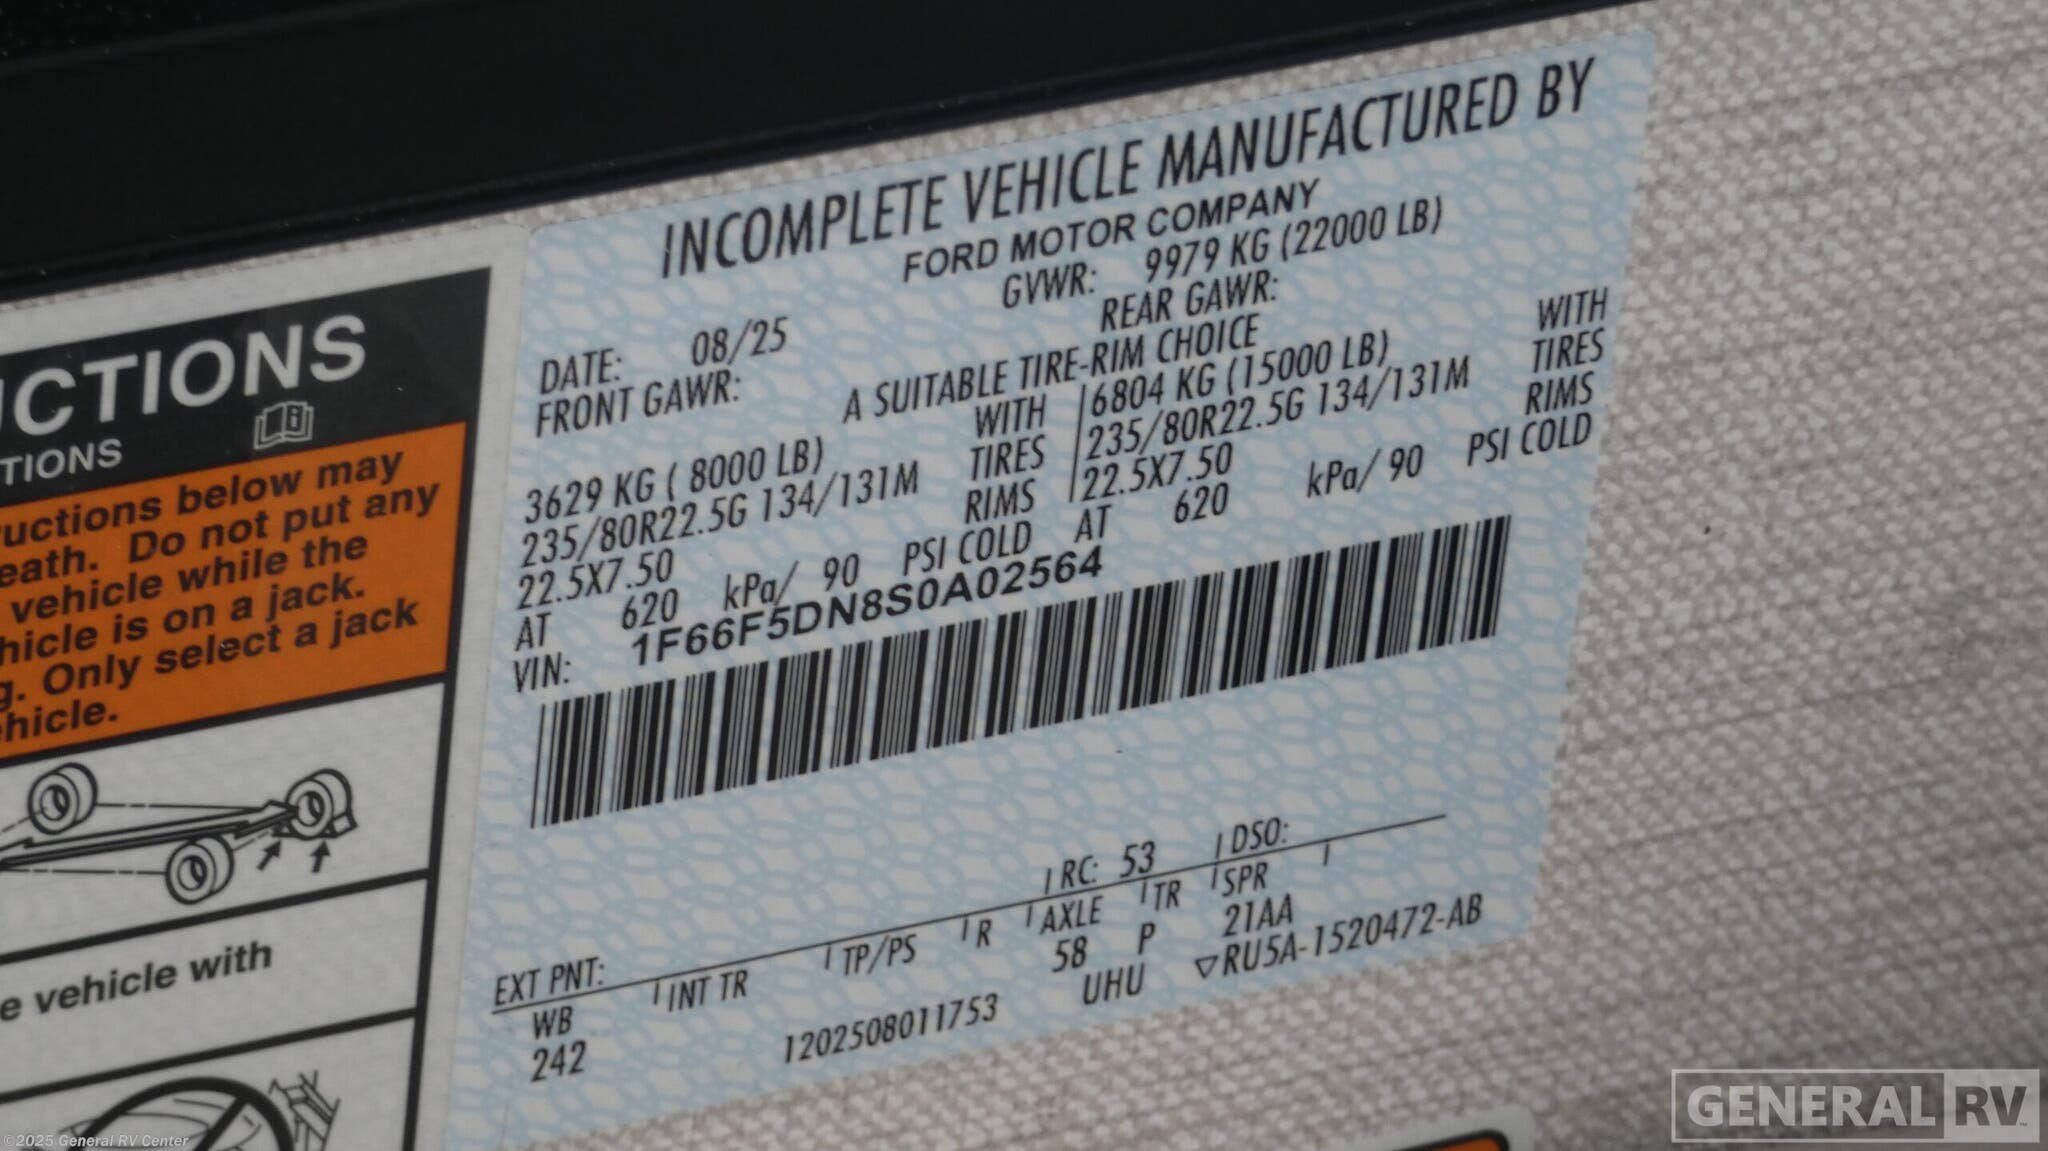 INCOMPLETE VEHICLE MANUFACTURED BY
FORD MOTOR COMPANY
GVWR: 9979 KG (22000 LB)
DATE: 08/25
REAR GAWR:
FRONT GAWR:
A SUITABLE TIRE-RIM CHOICE
3629 KG ( 8000 LB) WITH
235/80R22.5G 134/131M TIRES
22.5X7.50 RIMS
AT 620 kPa/ 90 PSI COLD
6804 KG (15000 LB) WITH
235/80R22.5G 134/131M TIRES
22.5X7.50 RIMS
AT 620 kPa/ 90 PSI COLD
VIN: 1F66F5DN8S0A02564
EXT PNT: RC: 53 DSO:
WB INT TR TP/PS R AXLE TR SPR
242 58 P 21AA
1202508011753 UHU ▽RU5A-1520472-AB
UCTIONS
TIONS
ructions below may
eath. Do not put any
vehicle while the
hicle is on a jack.
g. Only select a jack
ehicle.
e vehicle with
©2025 General RV Center
GENERAL RV